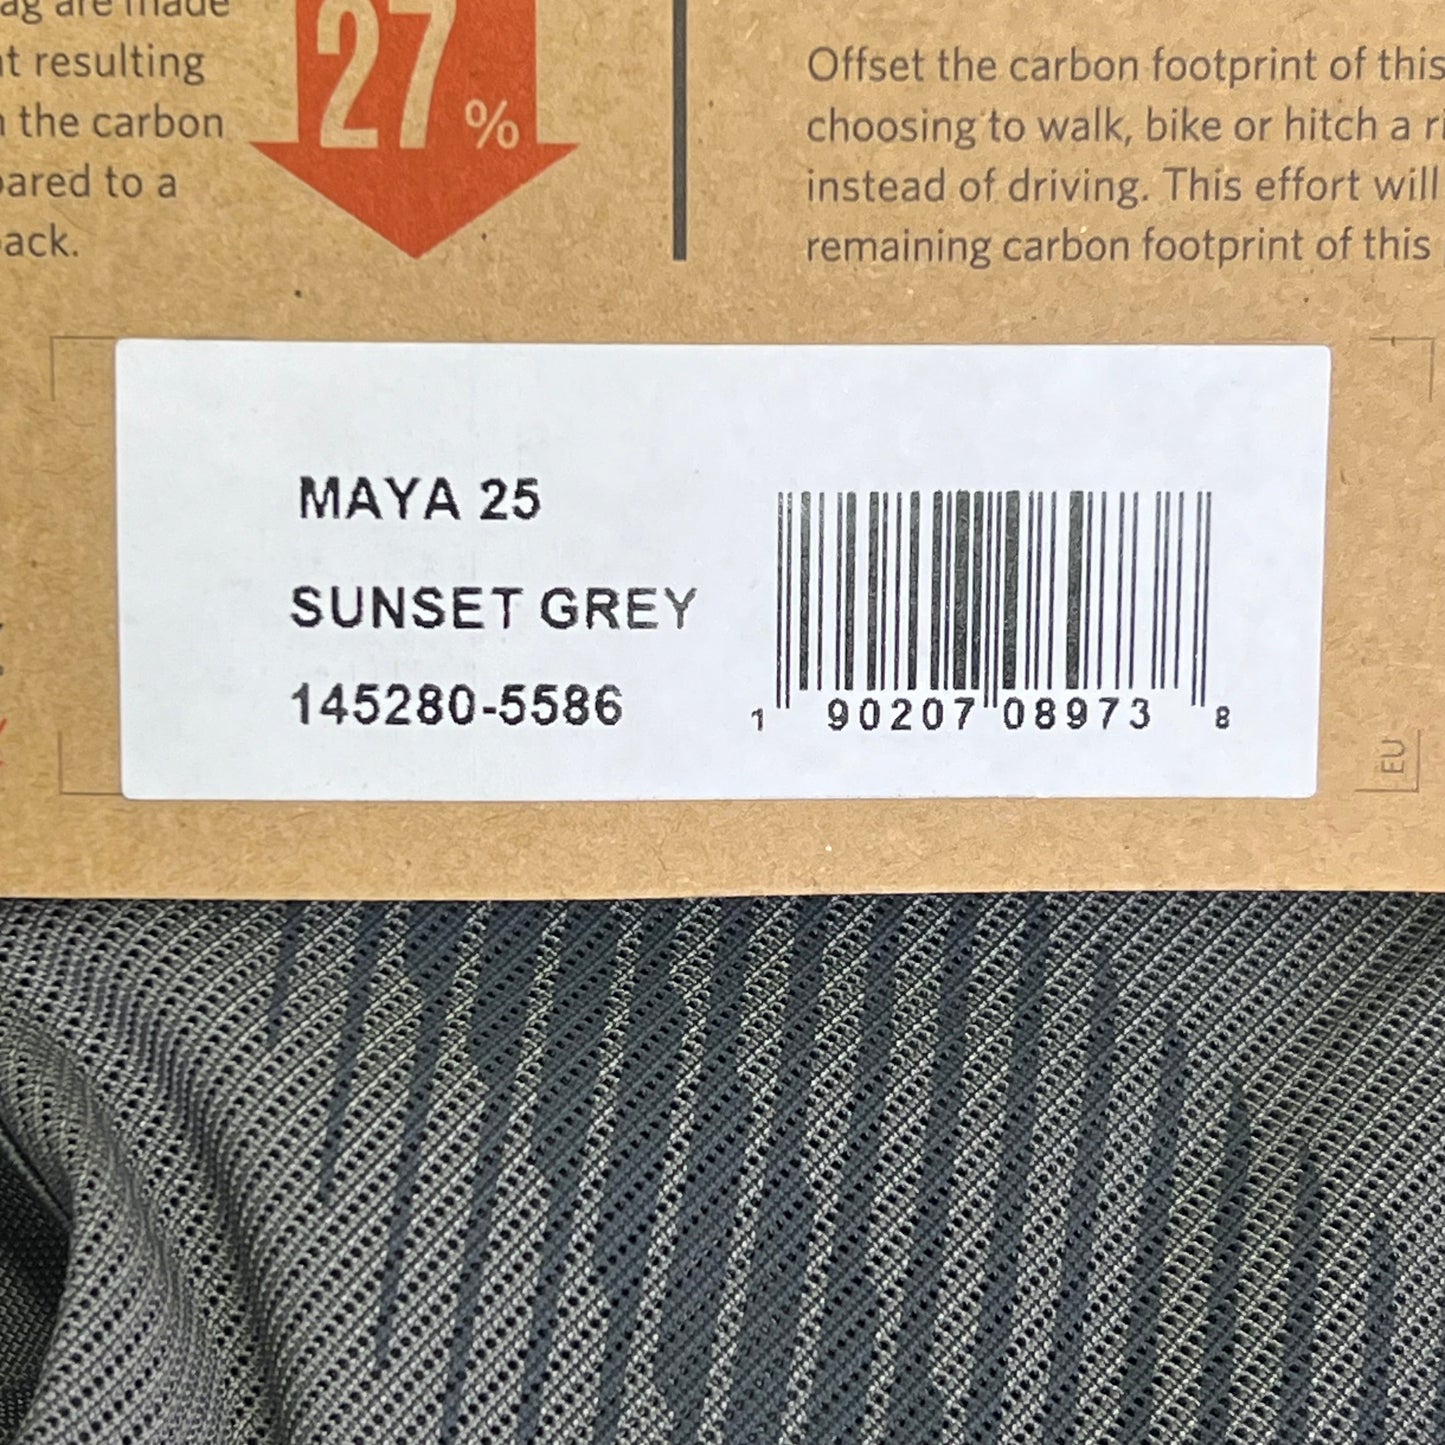 are made
resulting
27%
the carbon
to a
Offset the carbon footprint of this
choosing to walk, bike or hitch a
instead of driving. This effort will
remaining carbon footprint of this
MAYA 25
SUNSET GREY
145280-5586
1 90207 08973 8
EU